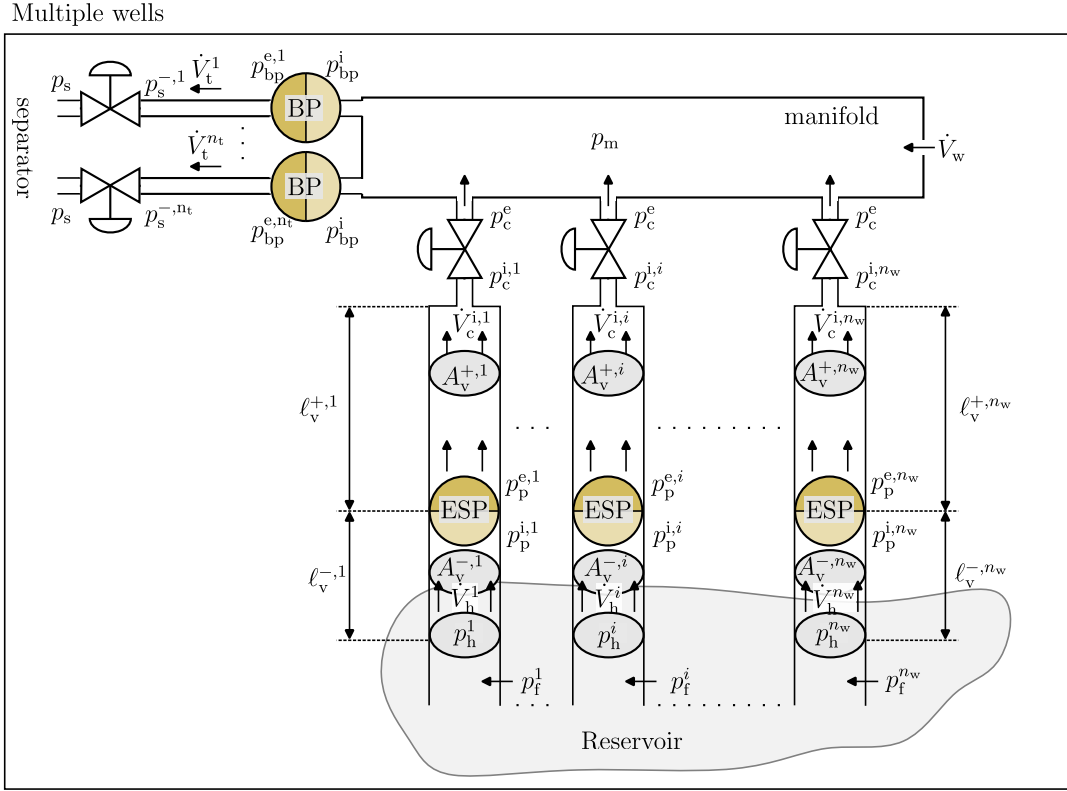 Multiple wells
separator
p_s
p_s^{-,1}
\dot{V}_t^1
p_{bp}^{e,1}
p_{bp}^i
BP
manifold
p_m
\dot{V}_w
\dot{V}_t^{n_t}
BP
p_s
p_s^{-,n_t}
p_{bp}^{e,n_t}
p_{bp}^i
p_c^e
p_c^e
p_c^e
p_c^{i,1}
p_c^{i,i}
p_c^{i,n_w}
\dot{V}_c^{i,1}
\dot{V}_c^{i,i}
\dot{V}_c^{i,n_w}
A_v^{+,1}
A_v^{+,i}
A_v^{+,n_w}
ℓ_v^{+,1}
ℓ_v^{+,n_w}
p_p^{e,1}
p_p^{e,i}
p_p^{e,n_w}
ESP
ESP
ESP
p_p^{i,1}
p_p^{i,i}
p_p^{i,n_w}
A_v^{-,1}
A_v^{-,i}
A_v^{-,n_w}
ℓ_v^{-,1}
ℓ_v^{-,n_w}
\dot{V}_h^1
\dot{V}_h^i
\dot{V}_h^{n_w}
p_h^1
p_h^i
p_h^{n_w}
p_f^1
p_f^i
p_f^{n_w}
Reservoir